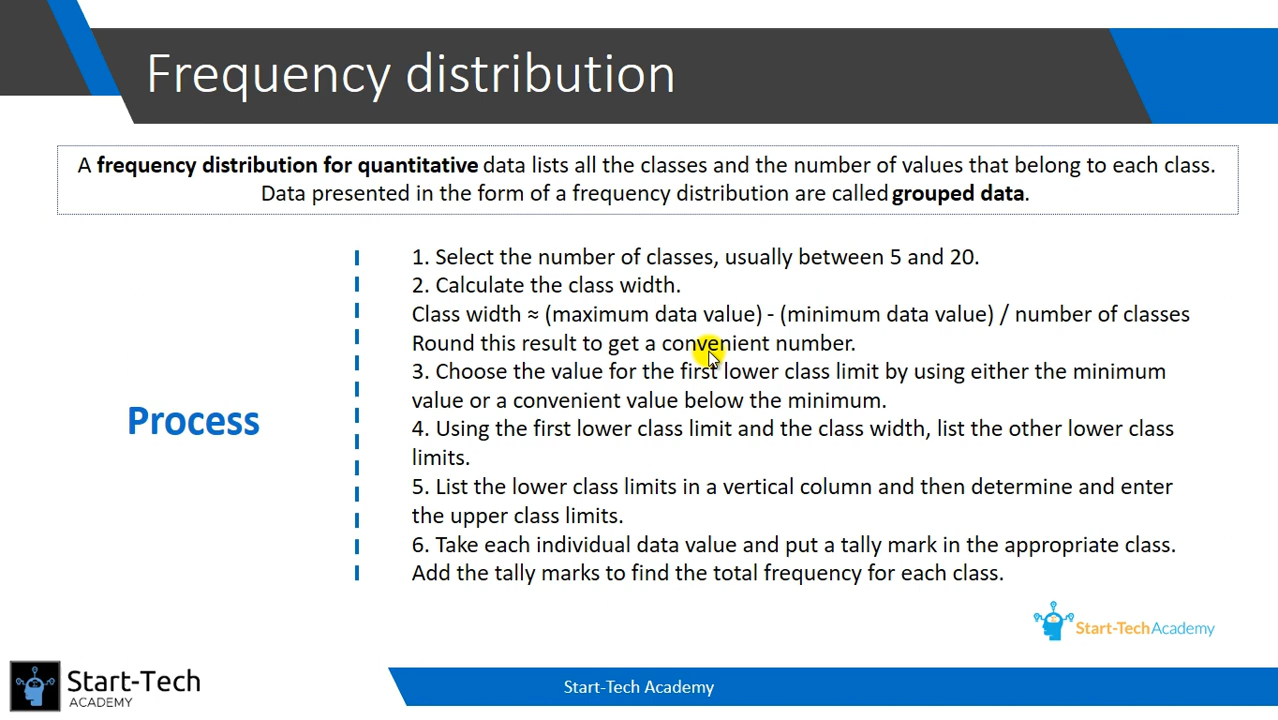 Frequency distribution
A frequency distribution for quantitative data lists all the classes and the number of values that belong to each class.
Data presented in the form of a frequency distribution are called grouped data.
Process
1. Select the number of classes, usually between 5 and 20.
2. Calculate the class width.
Class width ≈ (maximum data value) - (minimum data value) / number of classes
Round this result to get a convenient number.
3. Choose the value for the first lower class limit by using either the minimum
value or a convenient value below the minimum.
4. Using the first lower class limit and the class width, list the other lower class
limits.
5. List the lower class limits in a vertical column and then determine and enter
the upper class limits.
6. Take each individual data value and put a tally mark in the appropriate class.
Add the tally marks to find the total frequency for each class.
Start-TechAcademy
Start-Tech
ACADEMY
Start-Tech Academy